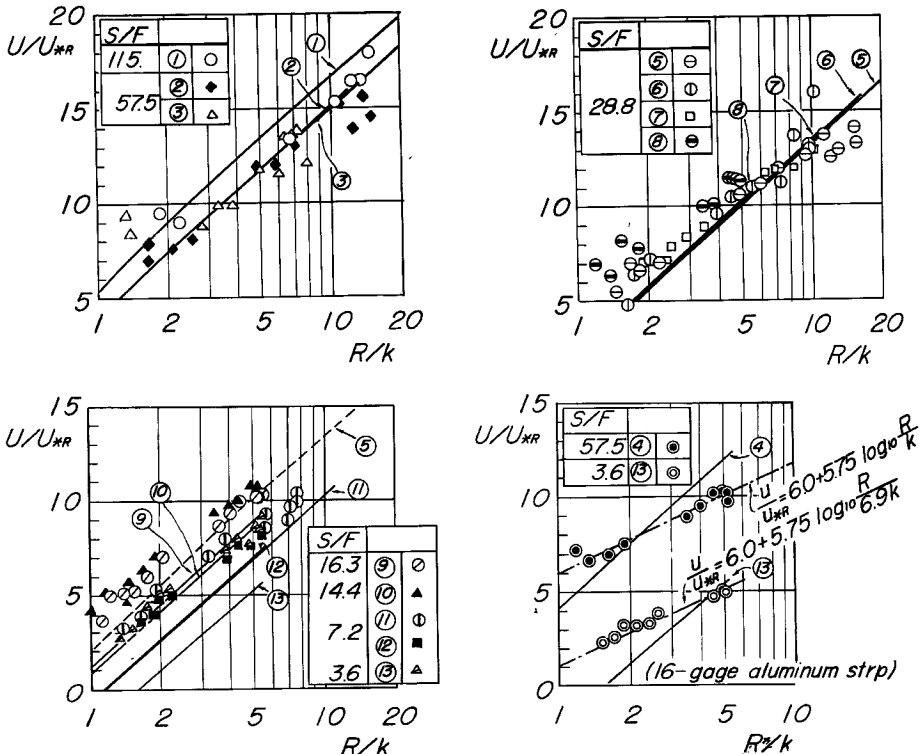 20
U/U*R
15
10
5
S/F
115. ① ○
57.5 ② ◆
③ △
①
②
③
1 2 5 10 20
R/k
20
U/U*R
15
10
5
S/F
28.8
⑤
⑥
⑦
⑧
⑧ ⑦ ⑥ ⑤
1 2 5 10 20
R/k
15
U/U*R
10
5
0
⑤
⑩
⑨
⑪
⑫
⑬
S/F
16.3 ⑨
14.4 ⑩ ▲
7.2 ⑪
⑫ ■
3.6 ⑬
1 2 5 10 20
R/k
15
U/U*R
10
5
0
S/F
57.5 ④
3.6 ⑬
④
u/u*R = 6.0+5.75 log10 R/k
u/u*R = 6.0+5.75 log10 R/6.9k
⑬
(16-gage aluminum strp)
1 2 5 10